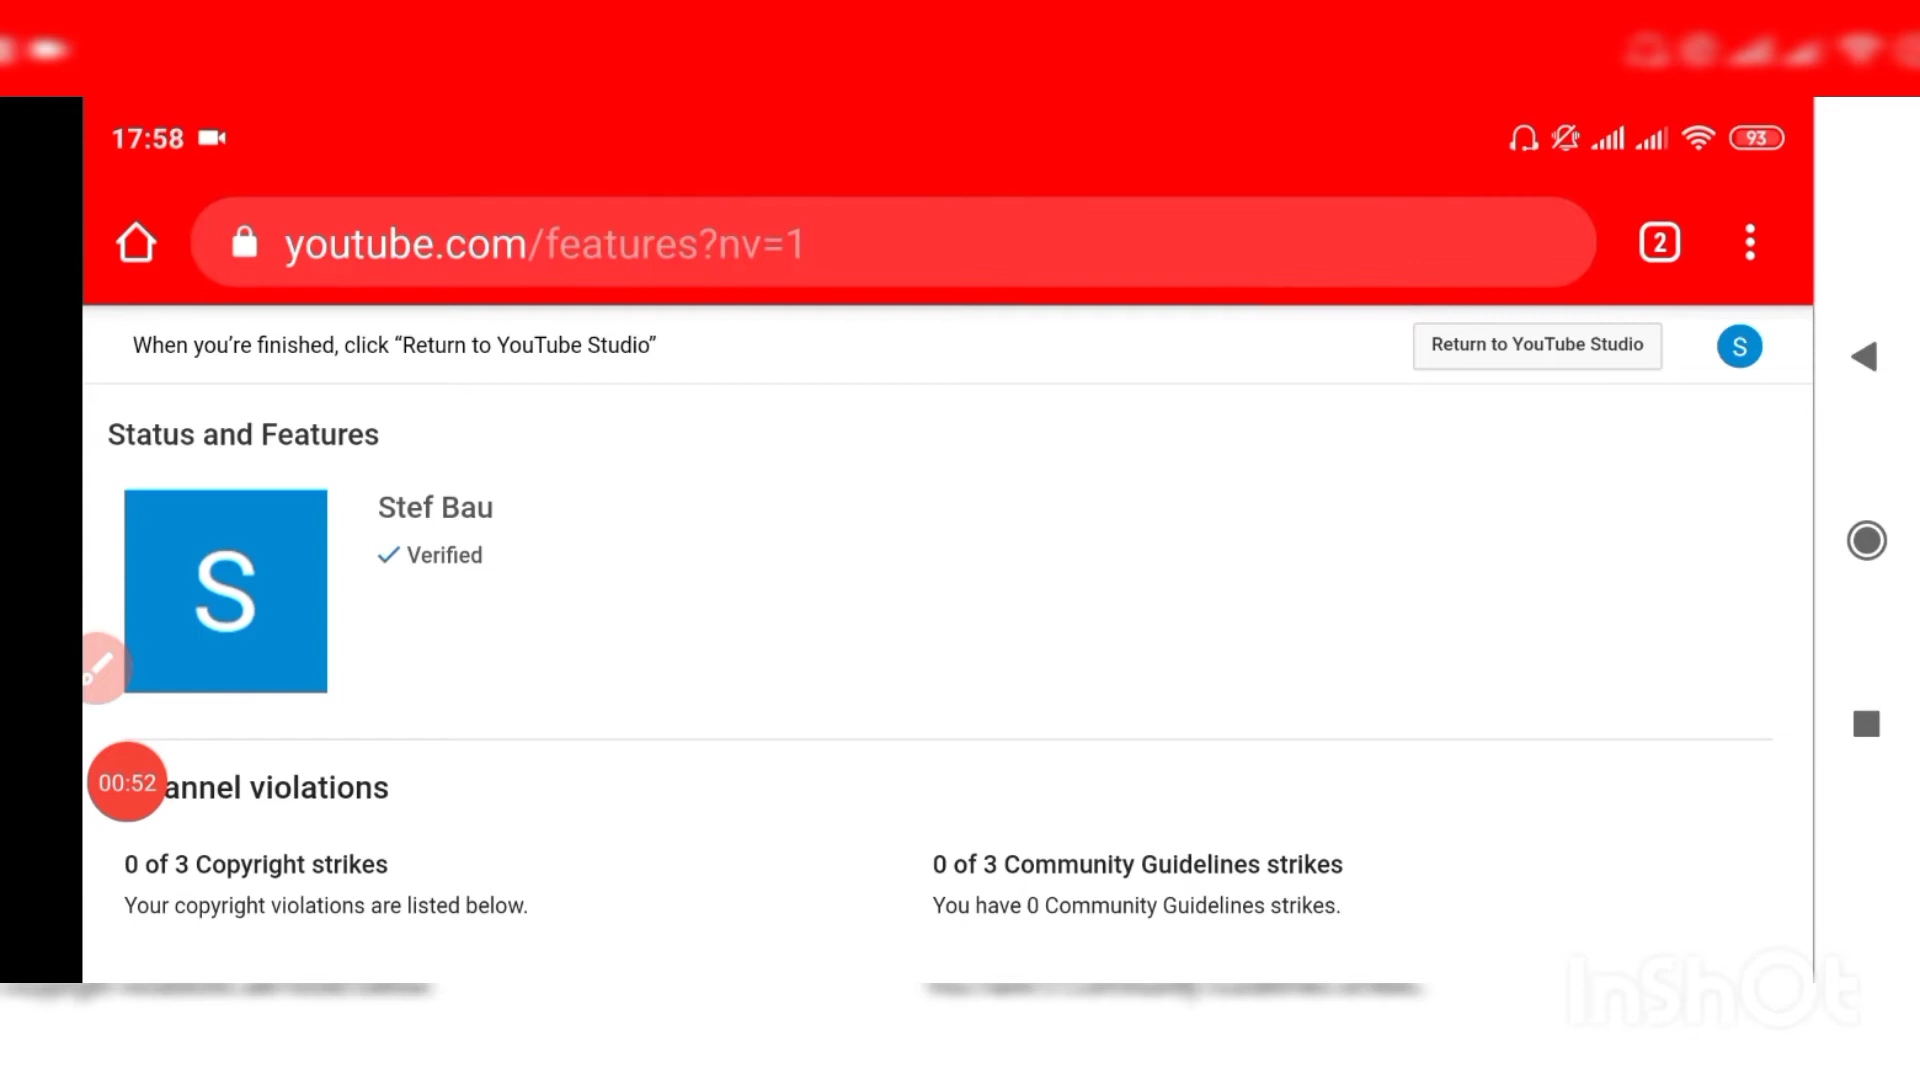 17:58
93
youtube.com/features?nv=1
2
When you're finished, click “Return to YouTube Studio”
Return to YouTube Studio
S
Status and Features
S
Stef Bau
Verified
00:52
annel violations
0 of 3 Copyright strikes
Your copyright violations are listed below.
0 of 3 Community Guidelines strikes
You have 0 Community Guidelines strikes.
InShOt